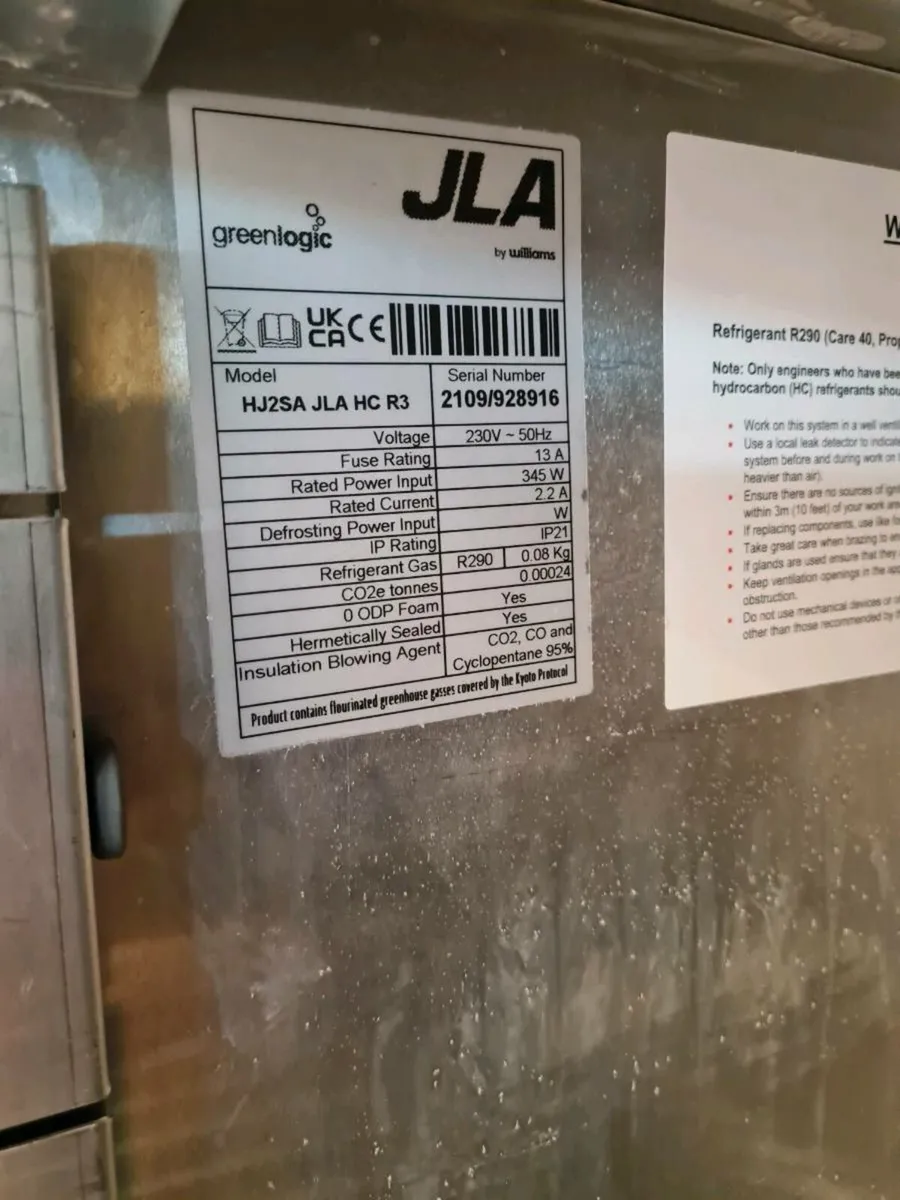 JLA
greenlogic
by williams
UK
CA CE
Model
Serial Number
HJ2SA JLA HC R3
2109/928916
Voltage 230V ~ 50Hz
Fuse Rating 13 A
Rated Power Input 345 W
Rated Current 2.2 A
Defrosting Power Input W
IP Rating IP21
Refrigerant Gas R290 0.08 Kg
CO2e tonnes 0.00024
0 ODP Foam Yes
Hermetically Sealed Yes
Insulation Blowing Agent CO2, CO and
Cyclopentane 95%
Product contains flourinated greenhouse gasses covered by the Kyoto Protocol
W
Refrigerant R290 (Care 40, Prop
Note: Only engineers who have bee
hydrocarbon (HC) refrigerants shou
• Work on this system in a well ventil
• Use a local leak detector to indicate
system before and during work on
heavier than air).
• Ensure there are no sources of igni
within 3m (10 feet) of your work are
• If replacing components, use like fo
• Take great care when brazing to en
• If glands are used ensure that they
• Keep ventilation openings in the app
obstruction.
• Do not use mechanical devices or
other than those recommended by